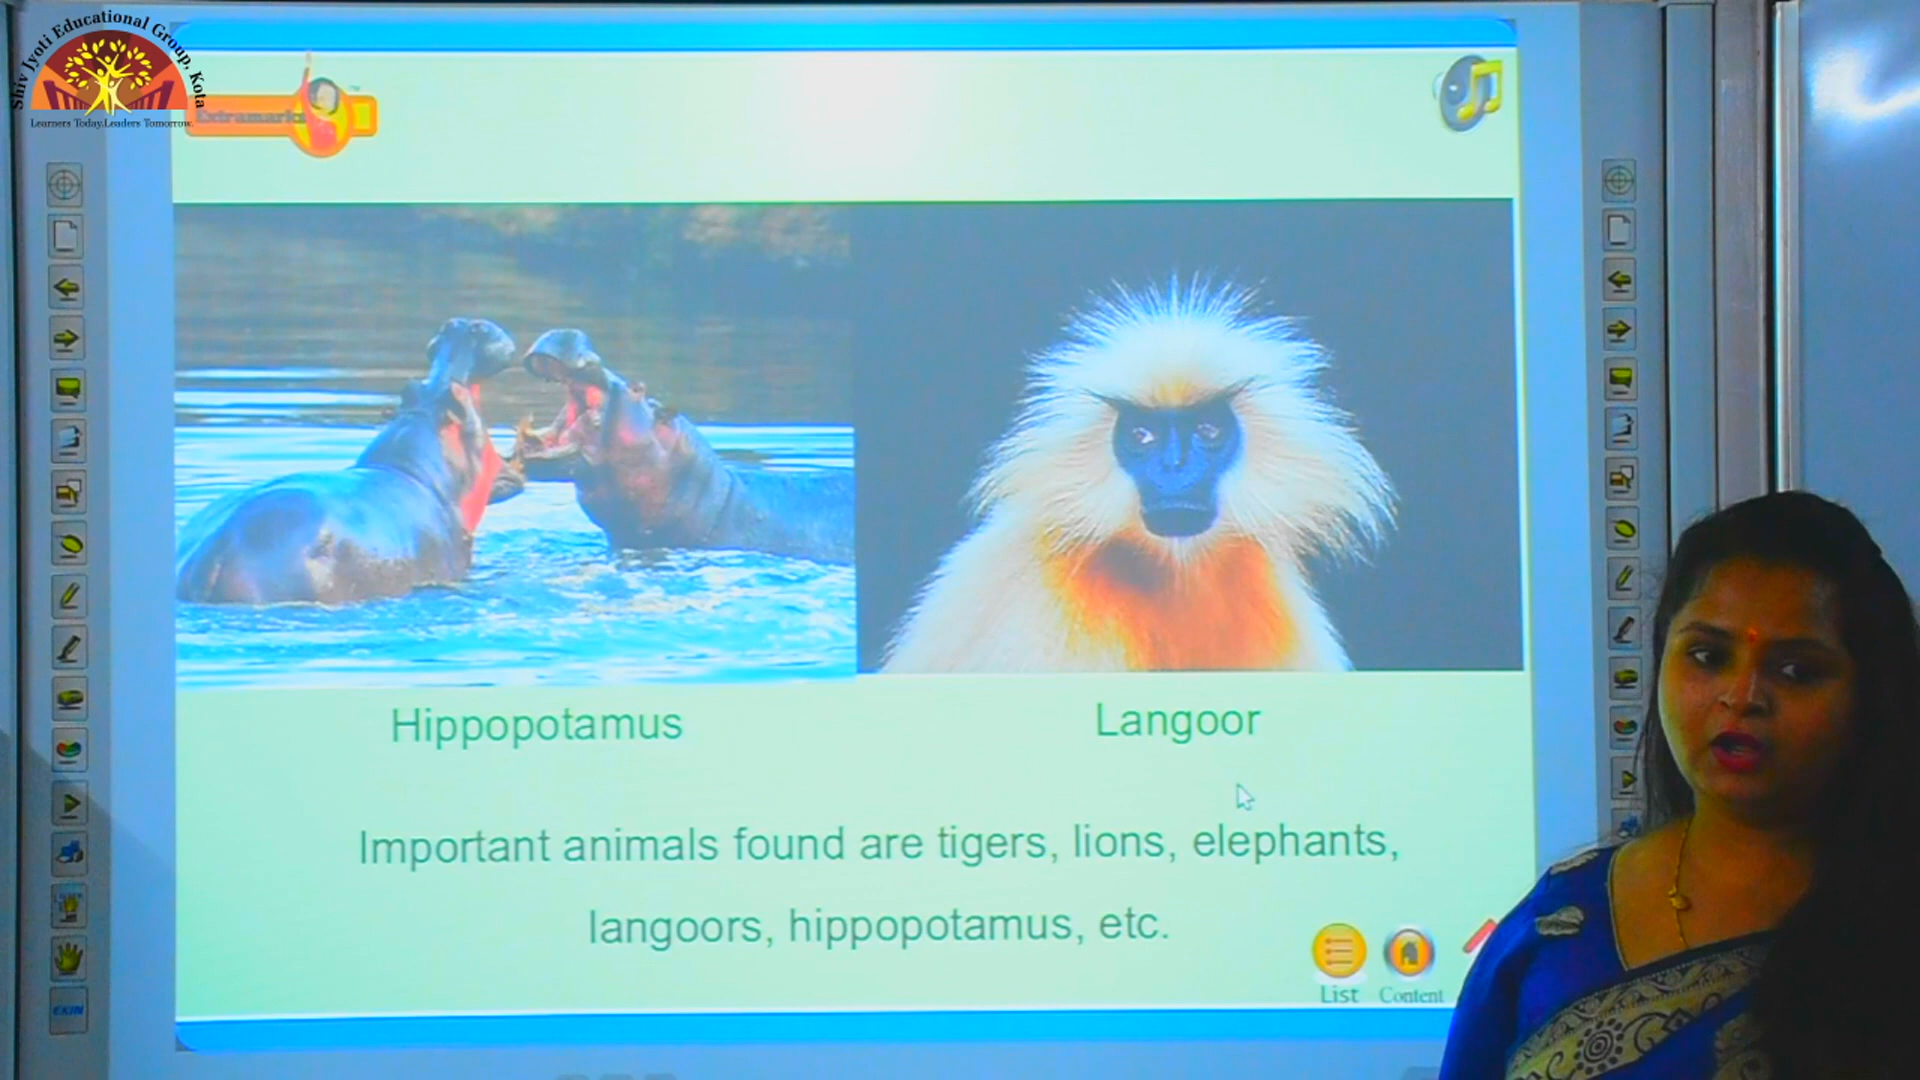 Shiv Jyoti Educational Group, Kota
Learners Today.Leaders Tomorrow.
Extramarks
Hippopotamus
Langoor
Important animals found are tigers, lions, elephants,
langoors, hippopotamus, etc.
List
Content